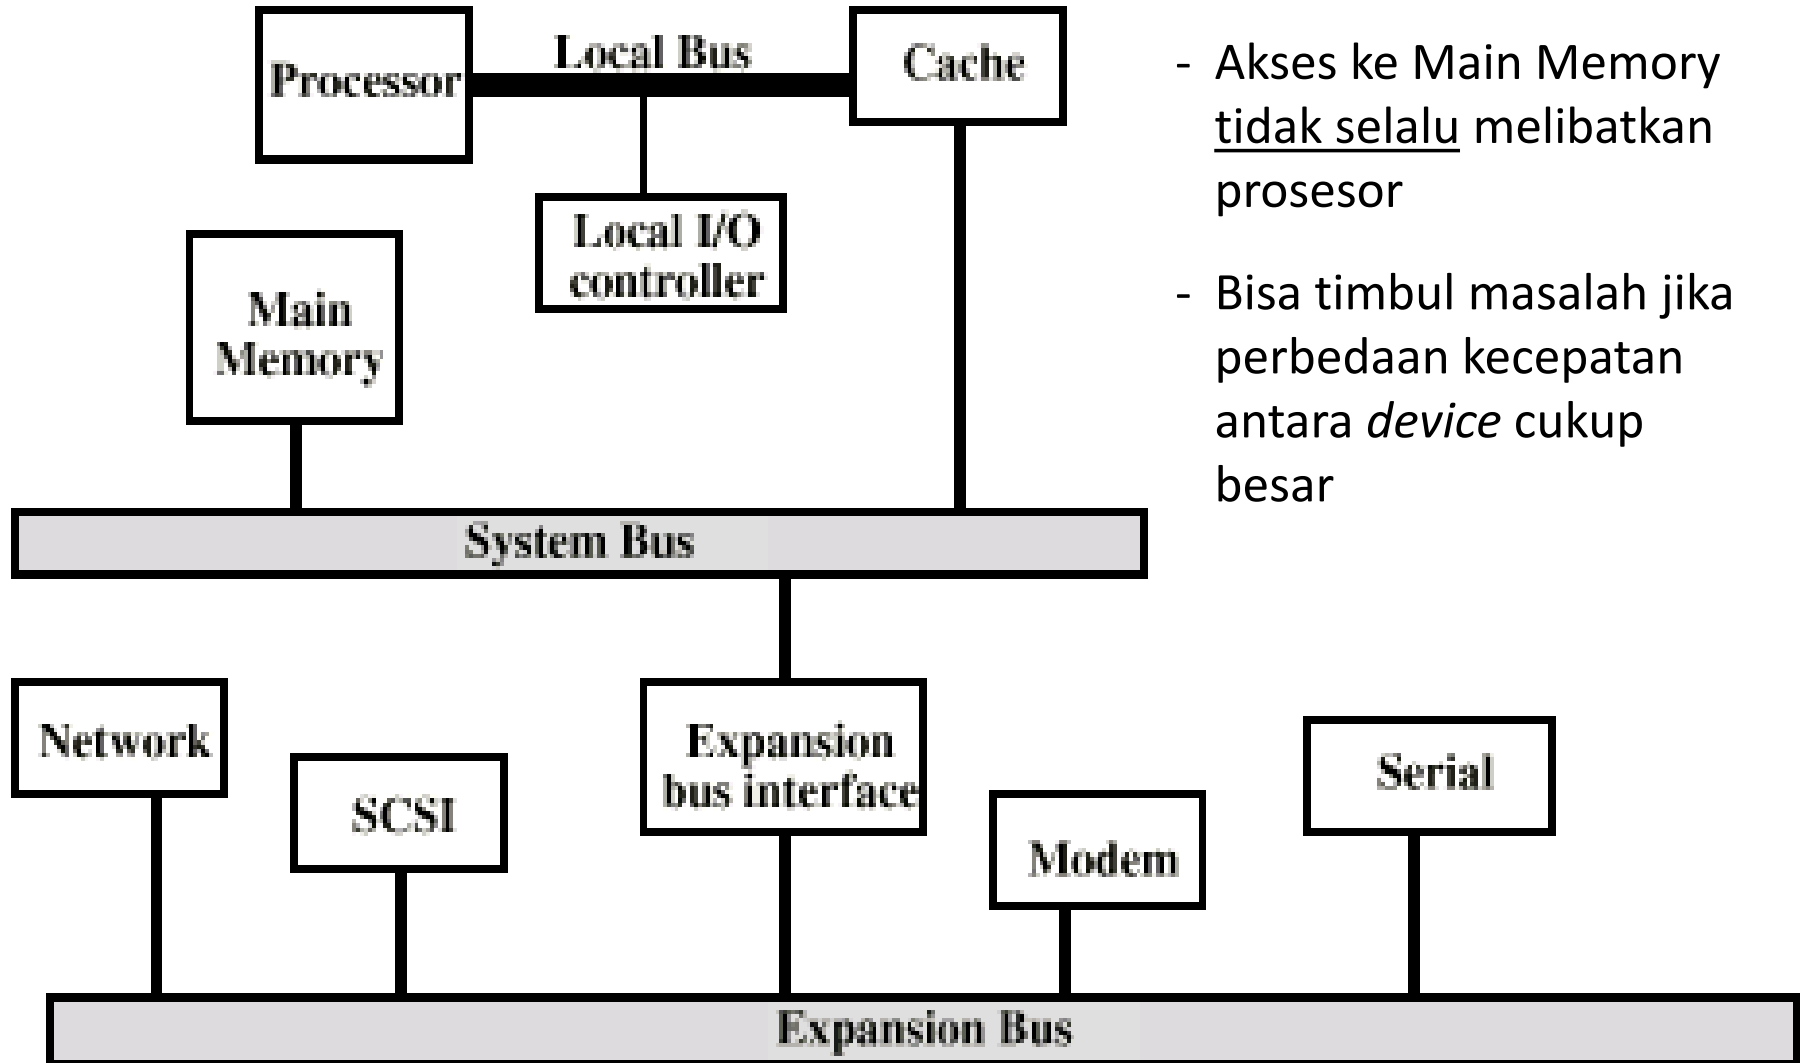 Local Bus
Processor
Cache
Local I/O
controller
Main
Memory
System Bus
Network
SCSI
Expansion
bus interface
Modem
Serial
Expansion Bus
- Akses ke Main Memory
tidak selalu melibatkan
prosesor
- Bisa timbul masalah jika
perbedaan kecepatan
antara device cukup
besar